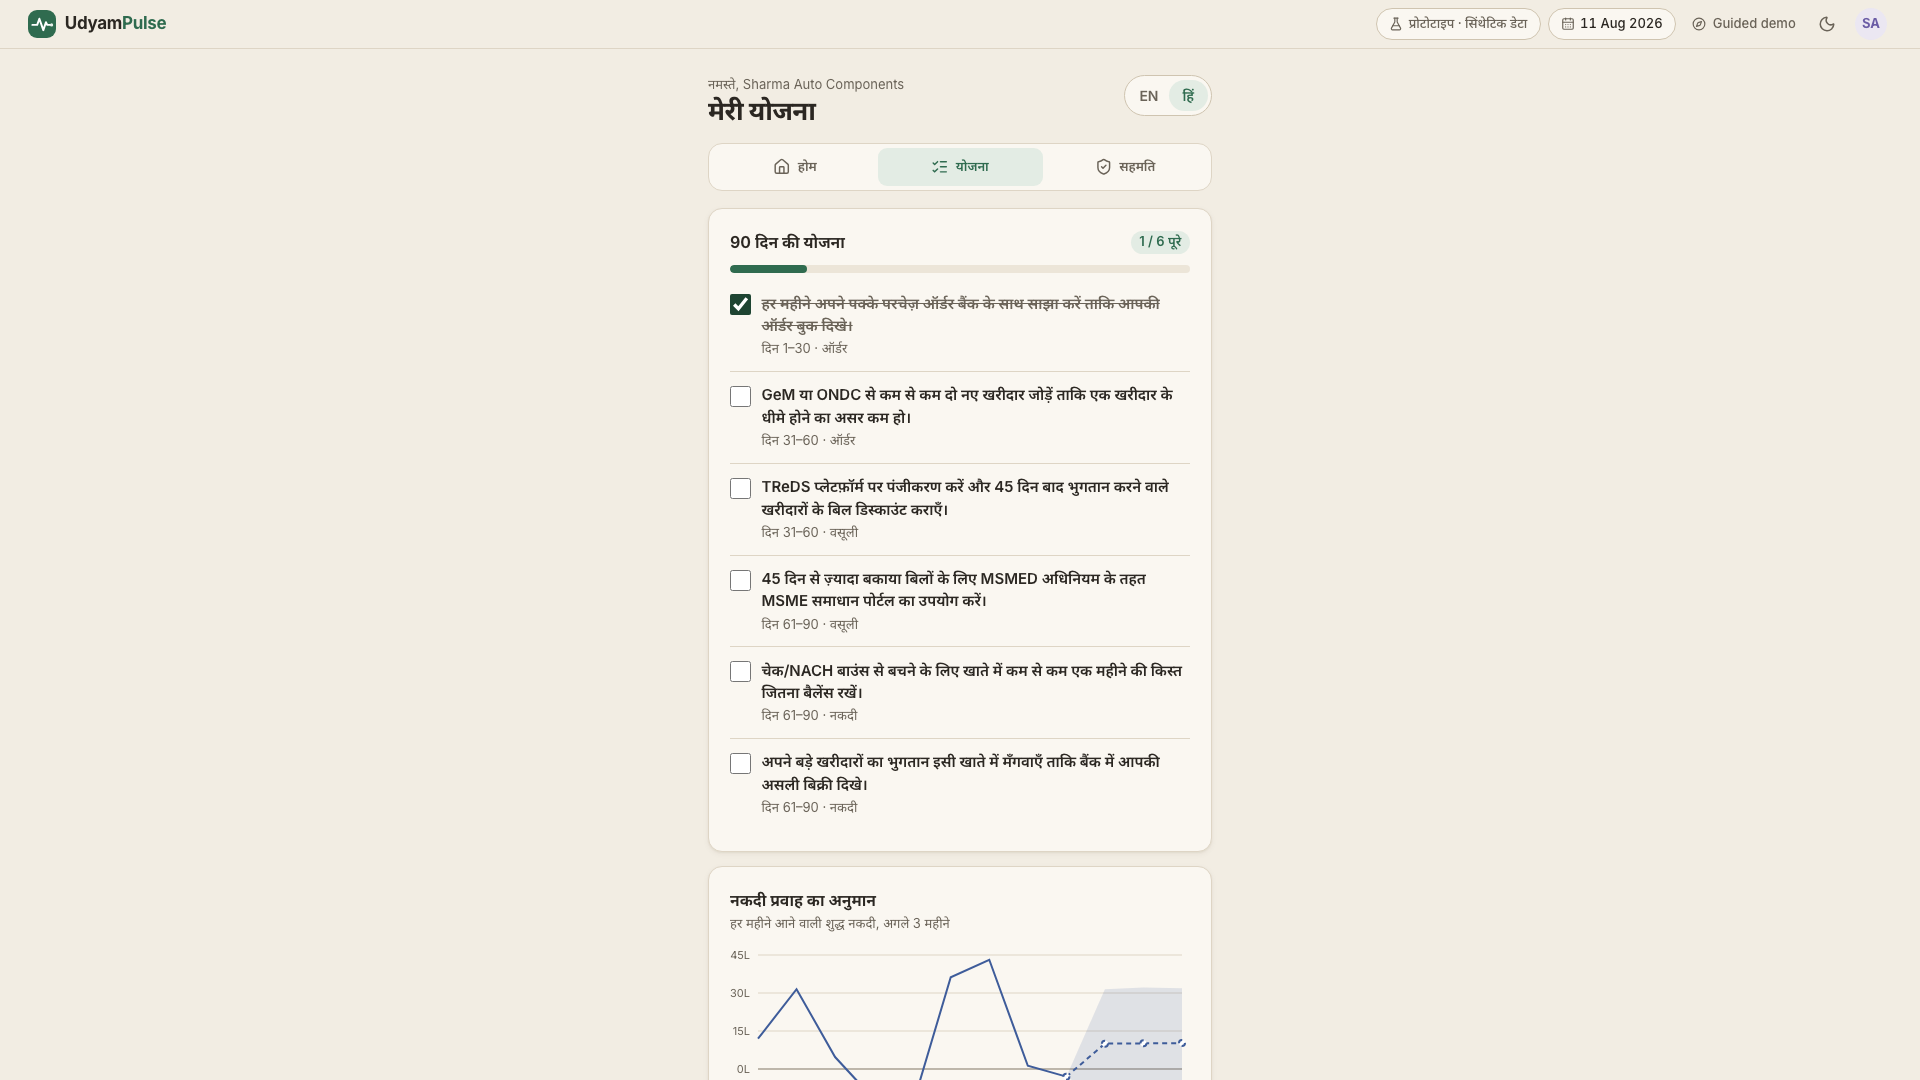 UdyamPulse
प्रोटोटाइप · सिंथेटिक डेटा
11 Aug 2026
Guided demo
SA
नमस्ते, Sharma Auto Components
मेरी योजना
EN
हिं
होम
योजना
सहमति
90 दिन की योजना
1 / 6 पूरे
हर महीने अपने पक्के परचेज़ ऑर्डर बैंक के साथ साझा करें ताकि आपकी
ऑर्डर बुक दिखे।
दिन 1–30 · ऑर्डर
GeM या ONDC से कम से कम दो नए खरीदार जोड़ें ताकि एक खरीदार के
धीमे होने का असर कम हो।
दिन 31–60 · ऑर्डर
TReDS प्लेटफ़ॉर्म पर पंजीकरण करें और 45 दिन बाद भुगतान करने वाले
खरीदारों के बिल डिस्काउंट कराएँ।
दिन 31–60 · वसूली
45 दिन से ज़्यादा बकाया बिलों के लिए MSMED अधिनियम के तहत
MSME समाधान पोर्टल का उपयोग करें।
दिन 61–90 · वसूली
चेक/NACH बाउंस से बचने के लिए खाते में कम से कम एक महीने की किस्त
जितना बैलेंस रखें।
दिन 61–90 · नकदी
अपने बड़े खरीदारों का भुगतान इसी खाते में मँगवाएँ ताकि बैंक में आपकी
असली बिक्री दिखे।
दिन 61–90 · नकदी
नकदी प्रवाह का अनुमान
हर महीने आने वाली शुद्ध नकदी, अगले 3 महीने
45L
30L
15L
0L